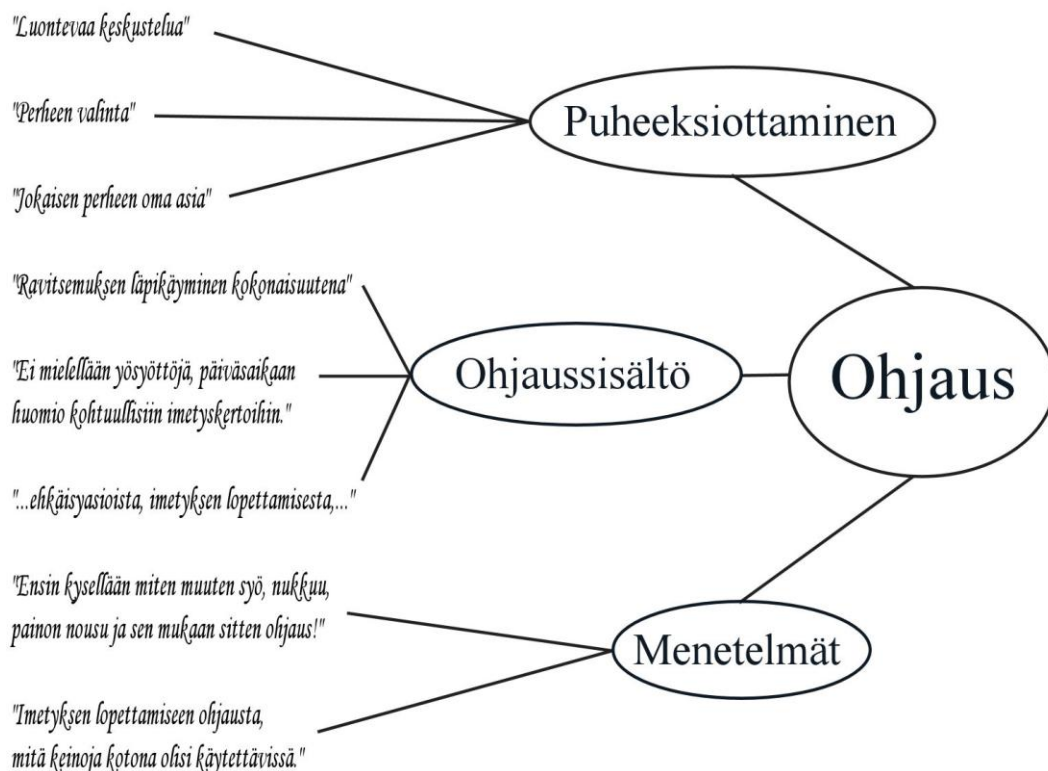 "Luontevaa keskustelua"
"Perheen valinta"
"Jokaisen perheen oma asia"
Puheeksiottaminen
"Ravitsemuksen läpikäyminen kokonaisuutena"
"Ei mielellään yösyöttöjä, päiväsaikaan
huomio kohtuullisiin imetyskertoihin."
"...ehkäisyasioista, imetyksen lopettamisesta,..."
Ohjaussisältö
Ohjaus
"Ensin kysellään miten muuten syö, nukkuu,
painon nousu ja sen mukaan sitten ohjaus!"
"Imetyksen lopettamiseen ohjausta,
mitä keinoja kotona olisi käytettävissä."
Menetelmät